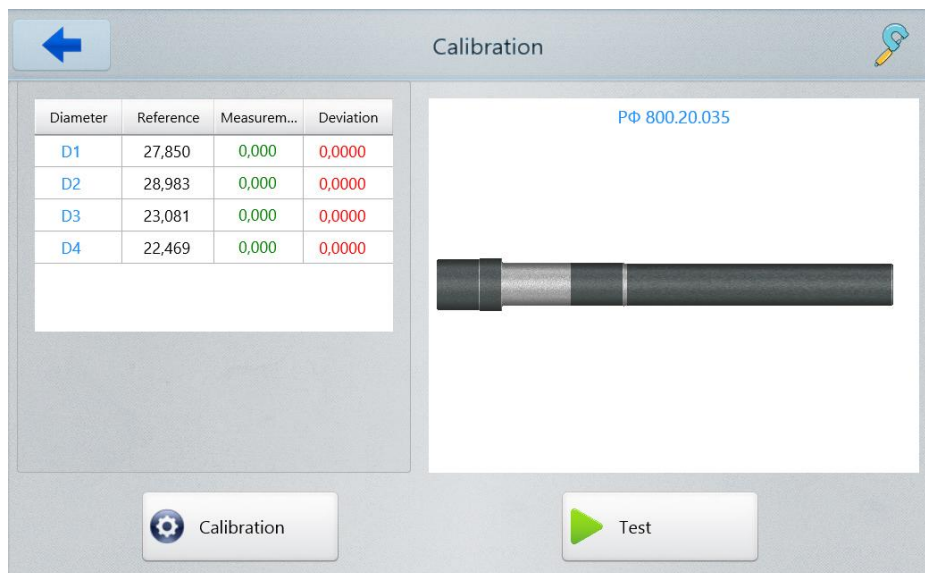 Calibration
Diameter Reference Measurem... Deviation
D1 27,850 0,000 0,0000
D2 28,983 0,000 0,0000
D3 23,081 0,000 0,0000
D4 22,469 0,000 0,0000
РФ 800.20.035
Calibration
Test